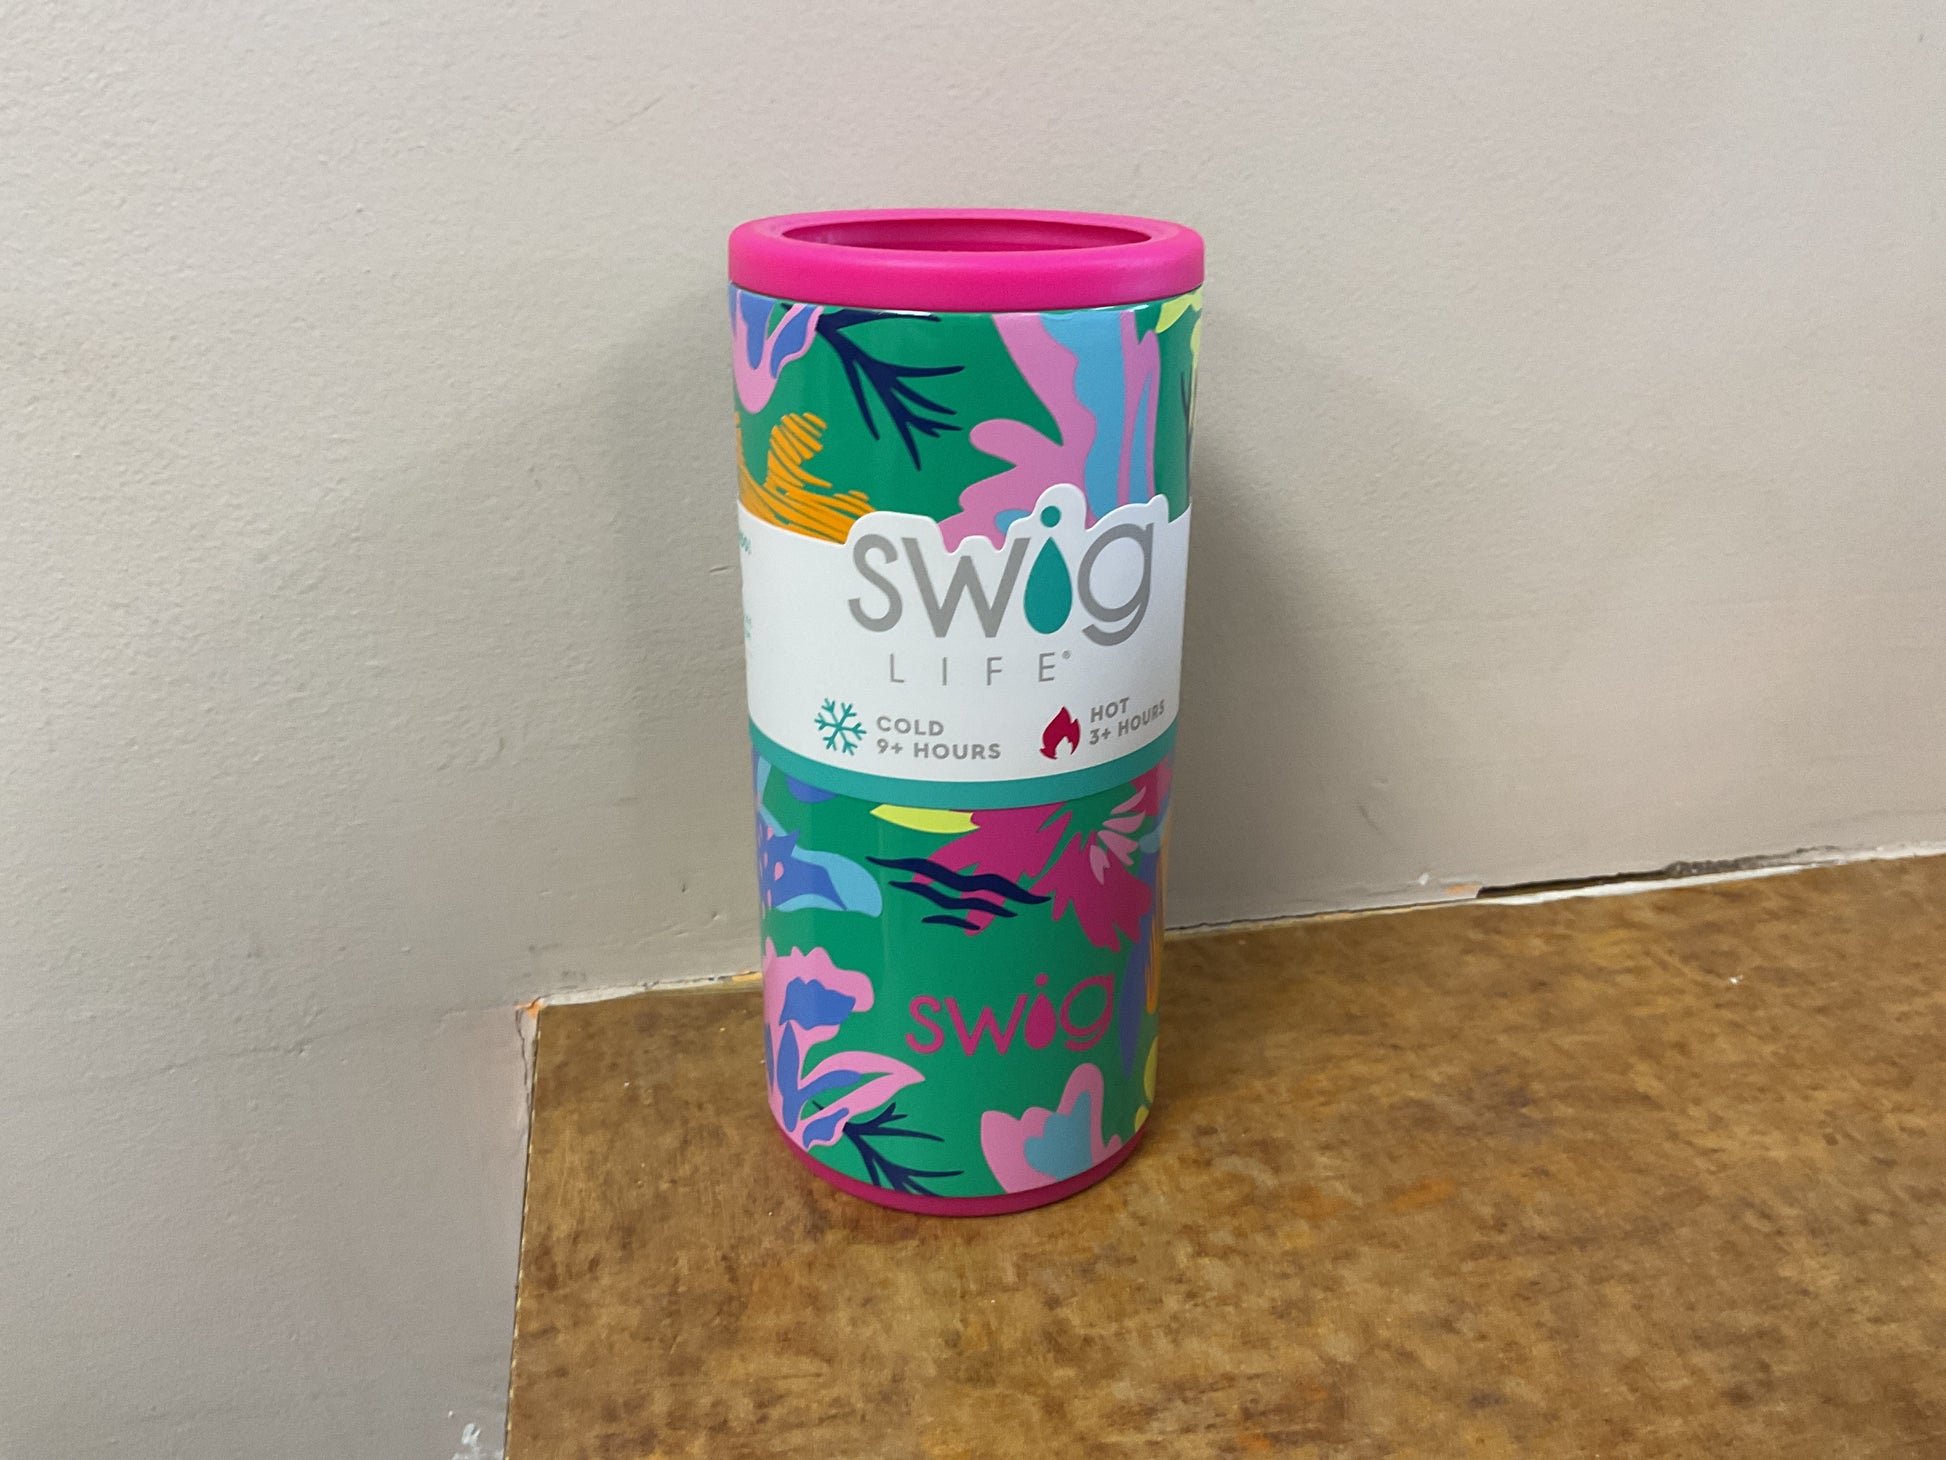 swig
LIFE®
COLD
9+ HOURS
HOT
3+ HOURS
swig